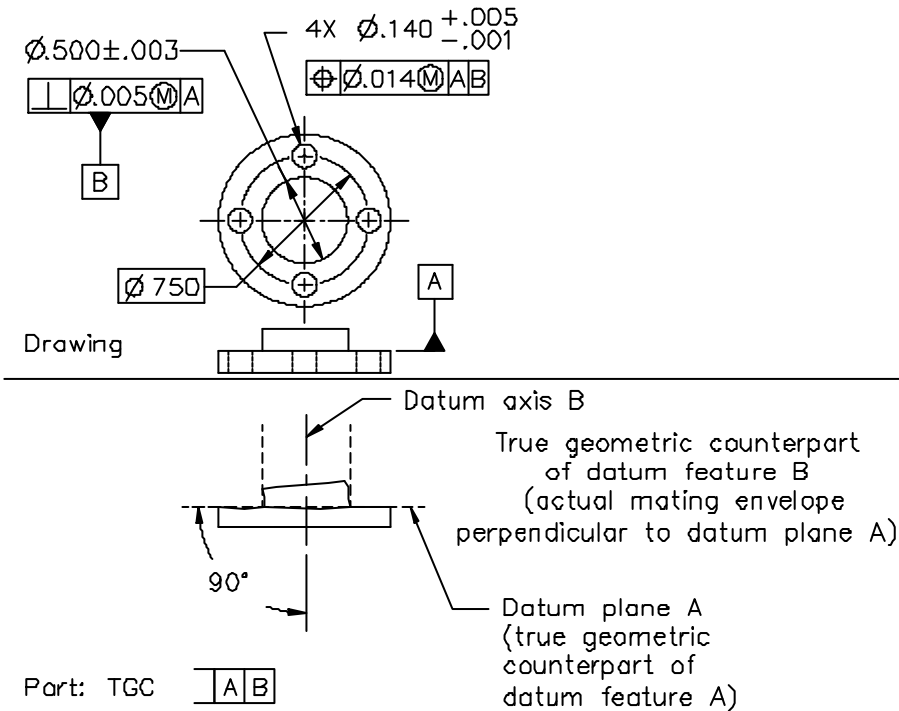 4X Ø.140 +.005 -.001
Ø.500±.003
⌖ Ø.014Ⓜ A B
⊥ Ø.005Ⓜ A
B
Ø 750
A
Drawing
Datum axis B
True geometric counterpart
of datum feature B
(actual mating envelope
perpendicular to datum plane A)
90°
Datum plane A
(true geometric
counterpart of
datum feature A)
Part: TGC A B